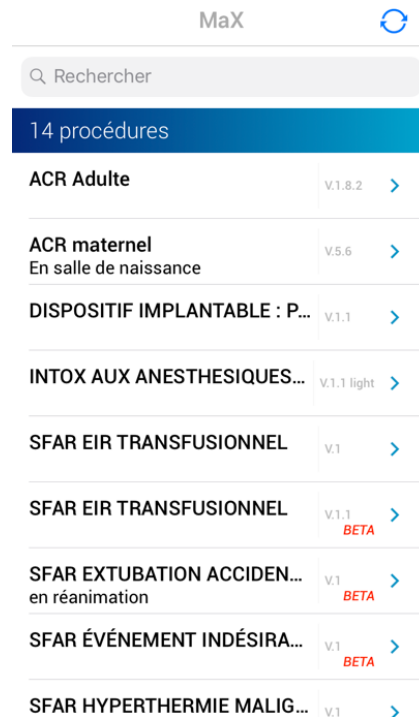 MaX
Rechercher
14 procédures
ACR Adulte
V.1.8.2
ACR maternel
En salle de naissance
V.5.6
DISPOSITIF IMPLANTABLE : P...
V.1.1
INTOX AUX ANESTHESIQUES...
V.1.1 light
SFAR EIR TRANSFUSIONNEL
V.1
SFAR EIR TRANSFUSIONNEL
V.1.1
BETA
SFAR EXTUBATION ACCIDEN...
en réanimation
V.1
BETA
SFAR ÉVÉNEMENT INDÉSIRA...
V.1
BETA
SFAR HYPERTHERMIE MALIG...
V.1